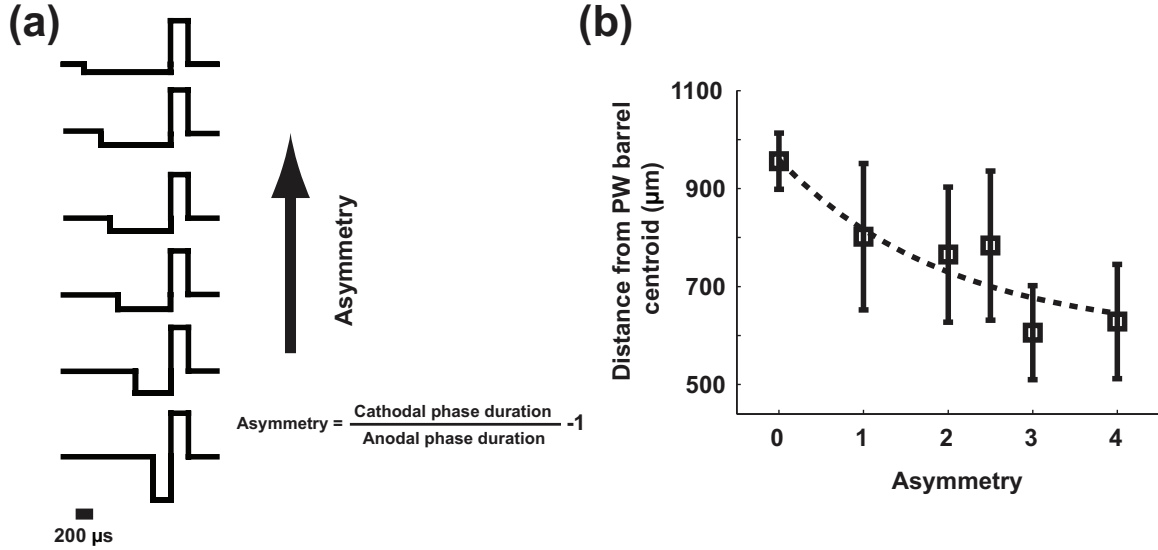 (a)
Asymmetry
Asymmetry = Cathodal phase duration
Anodal phase duration -1
200 µs
(b)
Distance from PW barrel
centroid (µm)
1100
900
700
500
0 1 2 3 4
Asymmetry